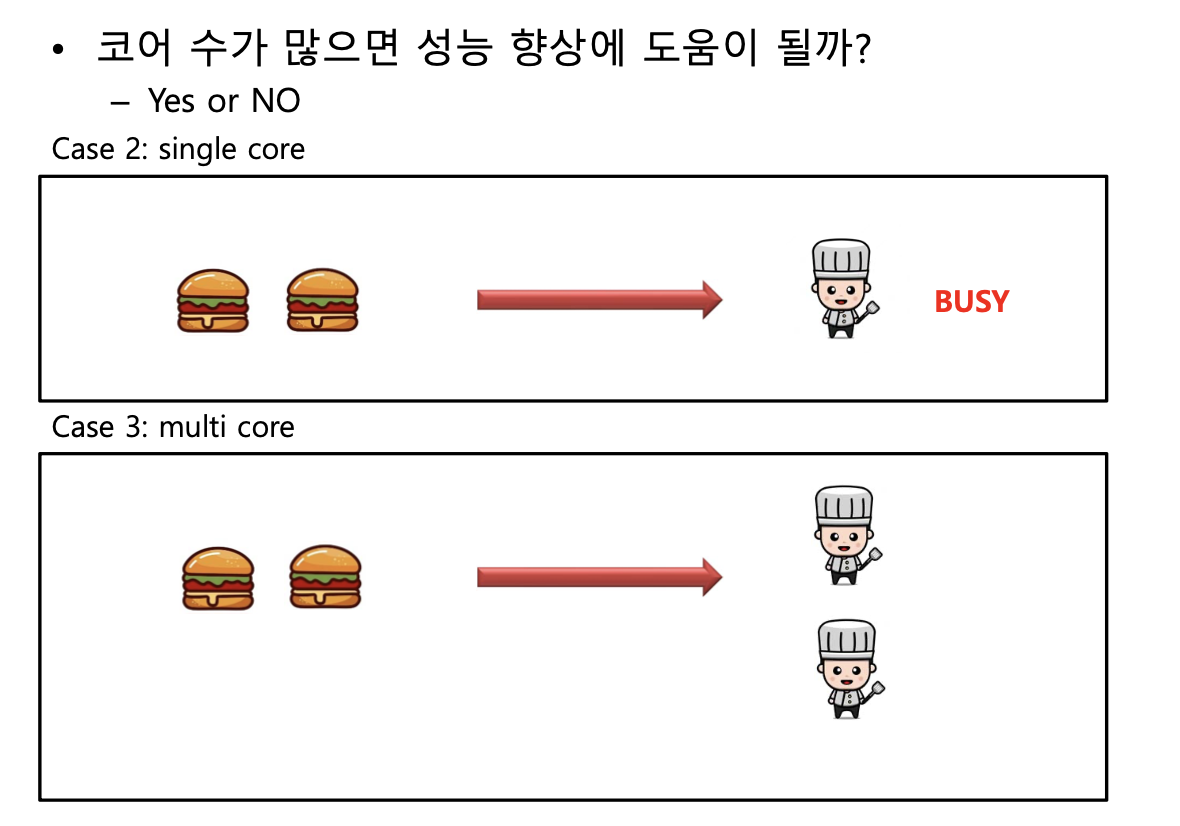 • 코어 수가 많으면 성능 향상에 도움이 될까?
– Yes or NO
Case 2: single core
BUSY
Case 3: multi core